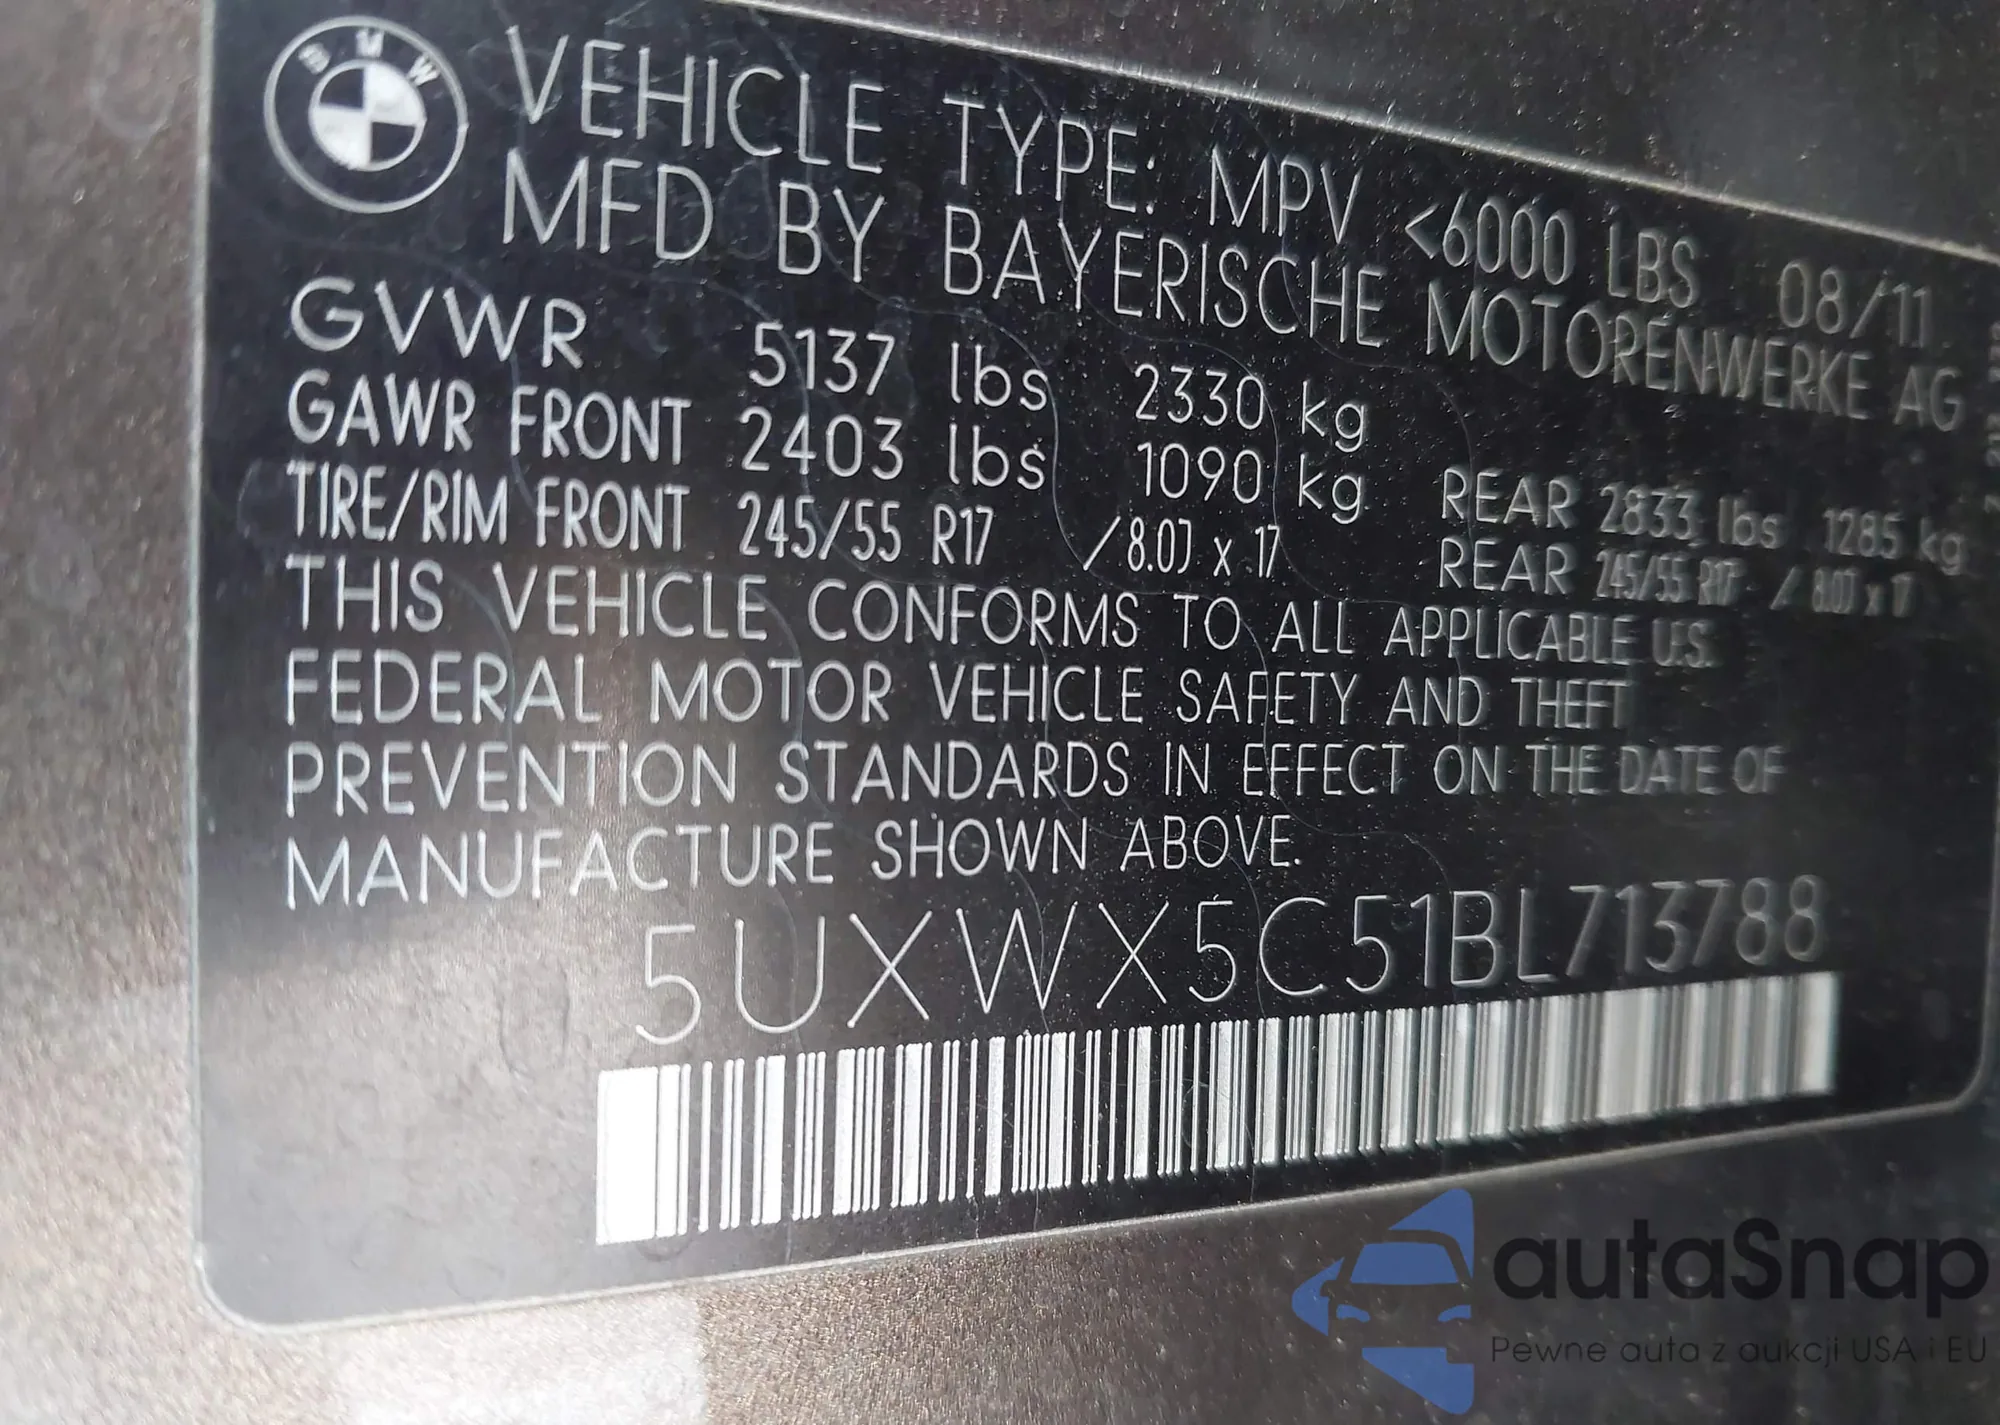 BMW
VEHICLE TYPE: MPV <6000 LBS 08/11
MFD BY BAYERISCHE MOTORENWERKE AG
GVWR 5137 lbs 2330 kg
GAWR FRONT 2403 lbs 1090 kg REAR 2833 lbs 1285 kg
TIRE/RIM FRONT 245/55 R17 /8.0J x 17 REAR 245/55 R17 / 8.0J x 17
THIS VEHICLE CONFORMS TO ALL APPLICABLE U.S.
FEDERAL MOTOR VEHICLE SAFETY AND THEFT
PREVENTION STANDARDS IN EFFECT ON THE DATE OF
MANUFACTURE SHOWN ABOVE.
5UXWX5C51BL713788
autaSnap
Pewne auta z aukcji USA i EU